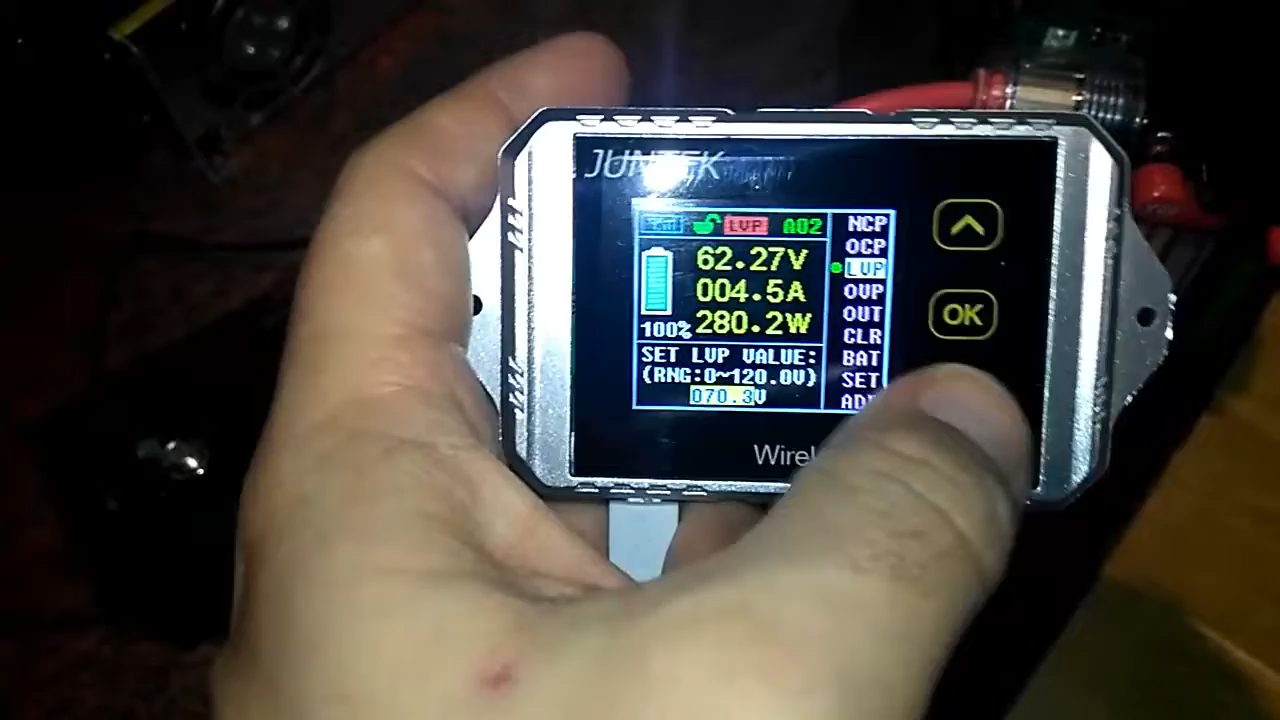 JUNTEK
LVP A02
62.27V
004.5A
100% 280.2W
SET LVP VALUE:
(RNG:0~120.0V)
070.3V
NCP
OCP
LVP
OVP
OUT
CLR
BAT
SET
OK